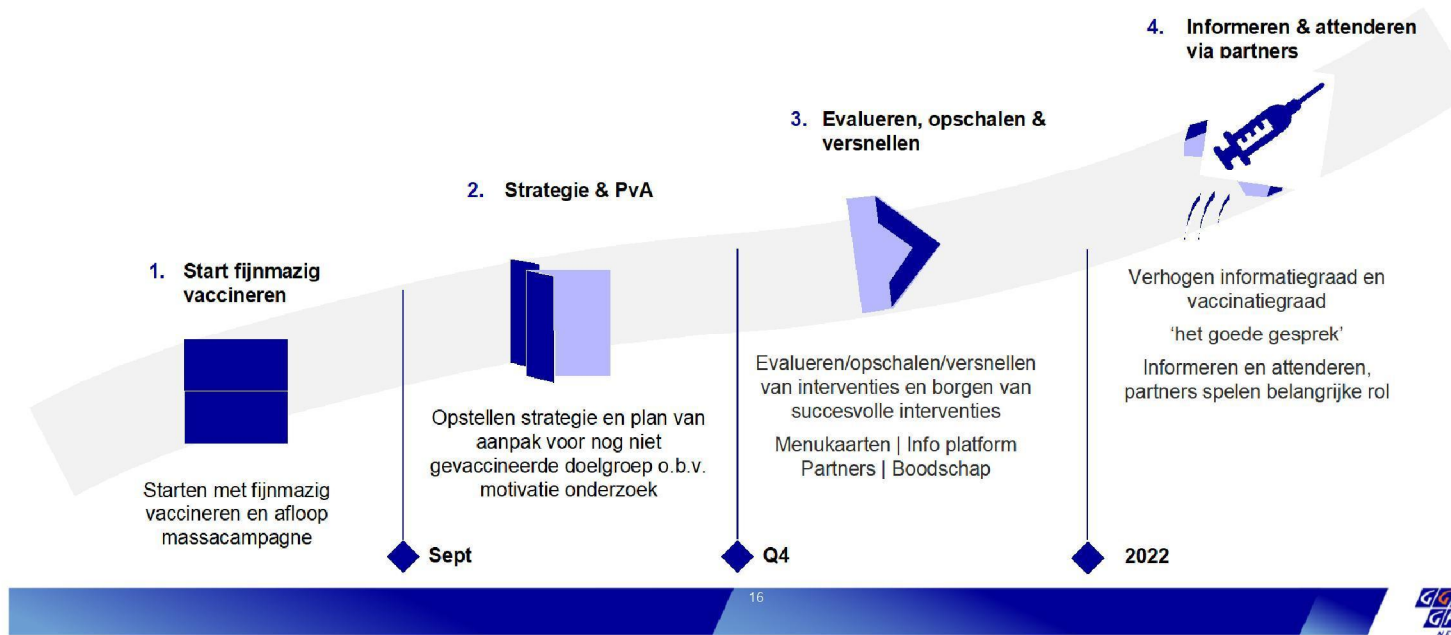 1. Start fijnmazig
vaccineren
Starten met fijnmazig
vaccineren en afloop
massacampagne
Sept
2. Strategie & PvA
Opstellen strategie en plan van
aanpak voor nog niet
gevaccineerde doelgroep o.b.v.
motivatie onderzoek
Q4
3. Evalueren, opschalen &
versnellen
Evalueren/opschalen/versnellen
van interventies en borgen van
succesvolle interventies
Menukaarten | Info platform
Partners | Boodschap
2022
4. Informeren & attenderen
via partners
Verhogen informatiegraad en
vaccinatiegraad
‘het goede gesprek’
Informeren en attenderen,
partners spelen belangrijke rol
16